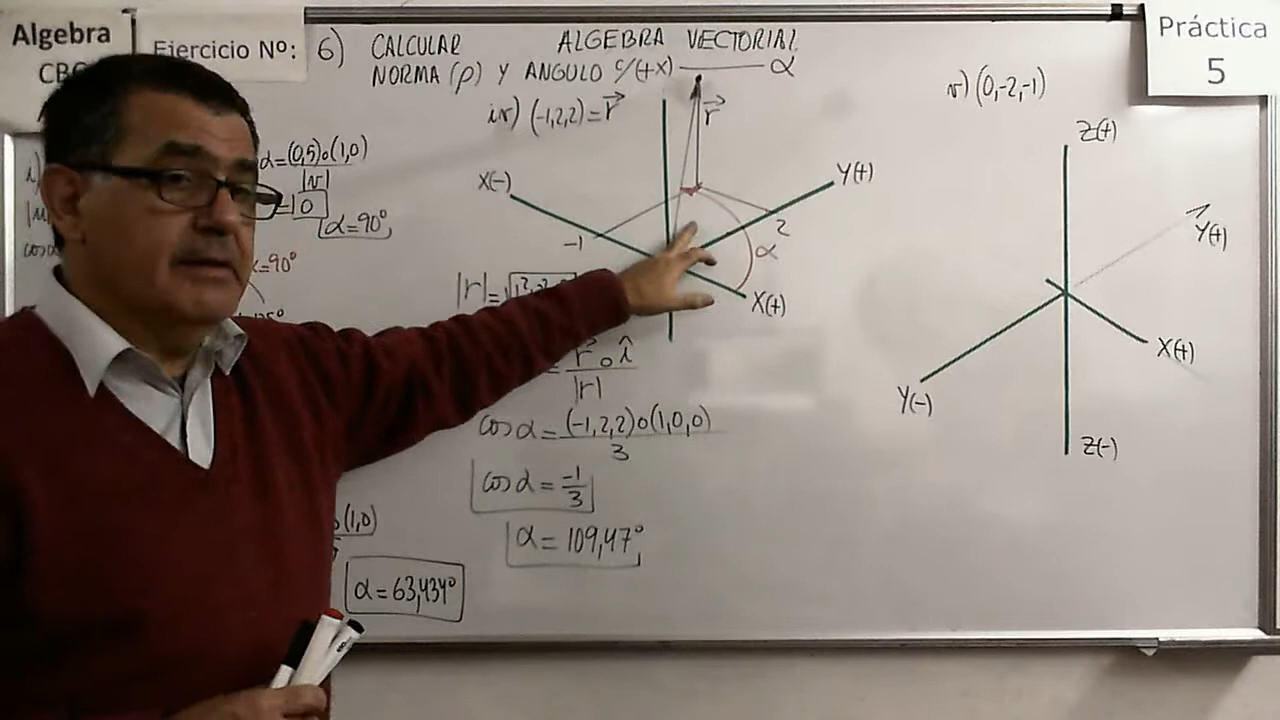 Algebra
CBC
Ejercicio Nº:
6) CALCULAR ALGEBRA VECTORIAL
NORMA (ρ) Y ANGULO c/(+x) α
Práctica
5
α=(0,5)∘(1,0)
|v|
=0
α=90°
α=90°
iv) (-1,2,2)=r⃗
r⃗
X(-)
Y(+)
-1
2
α
X(+)
|r|=
r⃗∘î
|r|
cos α = (-1,2,2)∘(1,0,0)
3
cos α = -1
3
α = 109,47°
(1,0)
α = 63,434°
v) (0,-2,-1)
Z(+)
Y(+)
X(+)
Y(-)
Z(-)